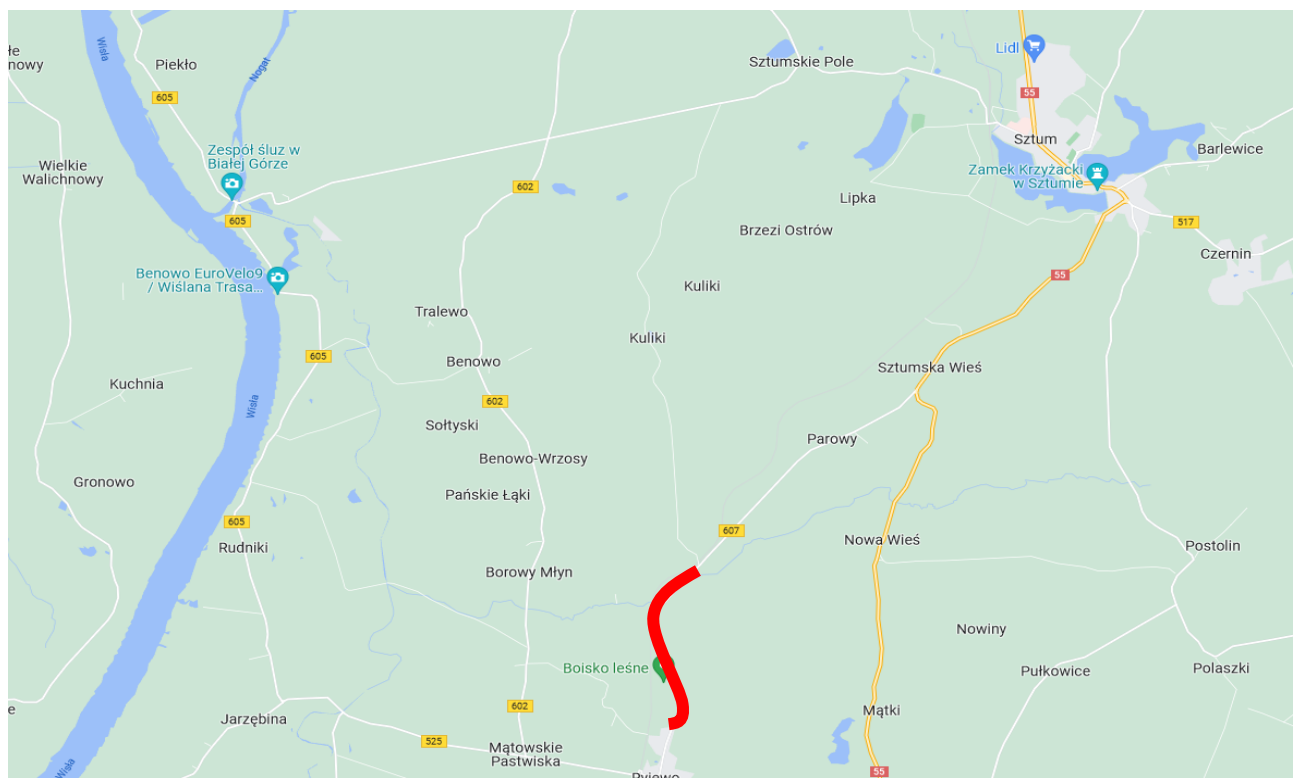 Wisła
Nogat
Lidl
łe
nowy
Piekło
Sztumskie Pole
605
55
Sztum
Zespół śluz w
Białej Górze
Wielkie
Walichnowy
Barlewice
Zamek Krzyżacki
w Sztumie
602
Lipka
605
517
Brzezi Ostrów
Czernin
Benowo EuroVelo9
/ Wiślana Trasa...
55
Kuliki
Tralewo
Kuliki
605
Benowo
Sztumska Wieś
Kuchnia
602
Wisła
Sołtyski
Parowy
Benowo-Wrzosy
Gronowo
Pańskie Łąki
605
607
Rudniki
Nowa Wieś
Postolin
Borowy Młyn
Nowiny
Boisko leśne
Pułkowice
Polaszki
602
e
Jarzębina
Mątki
525
Mątowskie
Pastwiska
Wisła
55